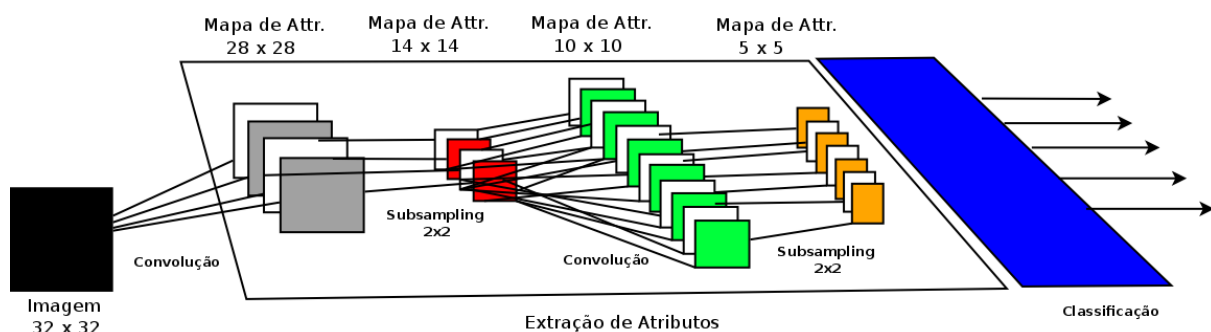 Mapa de Attr.
28 x 28
Mapa de Attr.
14 x 14
Mapa de Attr.
10 x 10
Mapa de Attr.
5 x 5
Subsampling
2x2
Convolução
Convolução
Subsampling
2x2
Imagem
32 x 32
Extração de Atributos
Classificação